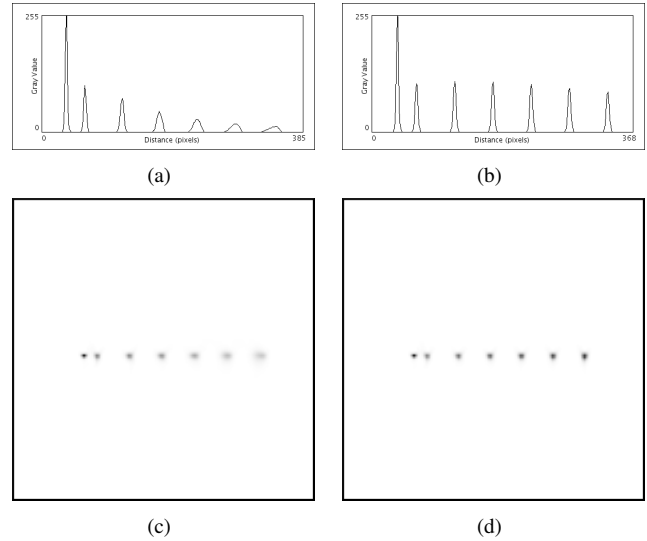 255
Gray Value
0
0
Distance (pixels)
385
(a)
255
Gray Value
0
0
Distance (pixels)
368
(b)
(c)
(d)